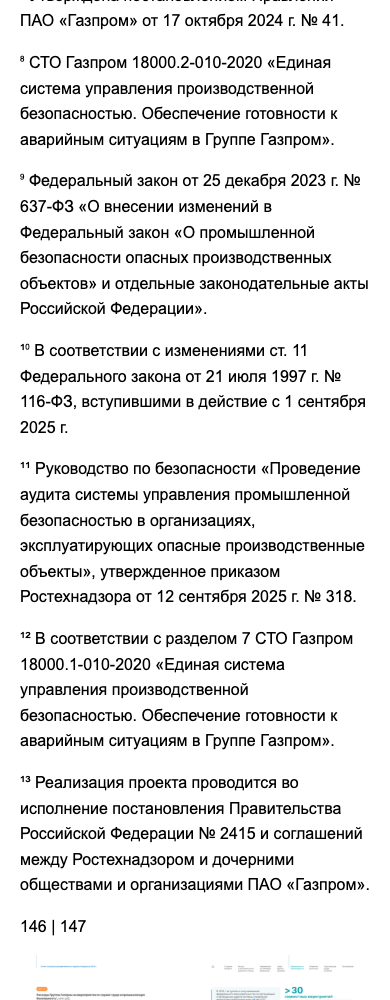 ПАО «Газпром» от 17 октября 2024 г. № 41.
⁸ СТО Газпром 18000.2-010-2020 «Единая
система управления производственной
безопасностью. Обеспечение готовности к
аварийным ситуациям в Группе Газпром».
⁹ Федеральный закон от 25 декабря 2023 г. №
637-ФЗ «О внесении изменений в
Федеральный закон «О промышленной
безопасности опасных производственных
объектов» и отдельные законодательные акты
Российской Федерации».
¹⁰ В соответствии с изменениями ст. 11
Федерального закона от 21 июля 1997 г. №
116-ФЗ, вступившими в действие с 1 сентября
2025 г.
¹¹ Руководство по безопасности «Проведение
аудита системы управления промышленной
безопасностью в организациях,
эксплуатирующих опасные производственные
объекты», утвержденное приказом
Ростехнадзора от 12 сентября 2025 г. № 318.
¹² В соответствии с разделом 7 СТО Газпром
18000.1-010-2020 «Единая система
управления производственной
безопасностью. Обеспечение готовности к
аварийным ситуациям в Группе Газпром».
¹³ Реализация проекта проводится во
исполнение постановления Правительства
Российской Федерации № 2415 и соглашений
между Ростехнадзором и дочерними
обществами и организациями ПАО «Газпром».
146 | 147
> 30